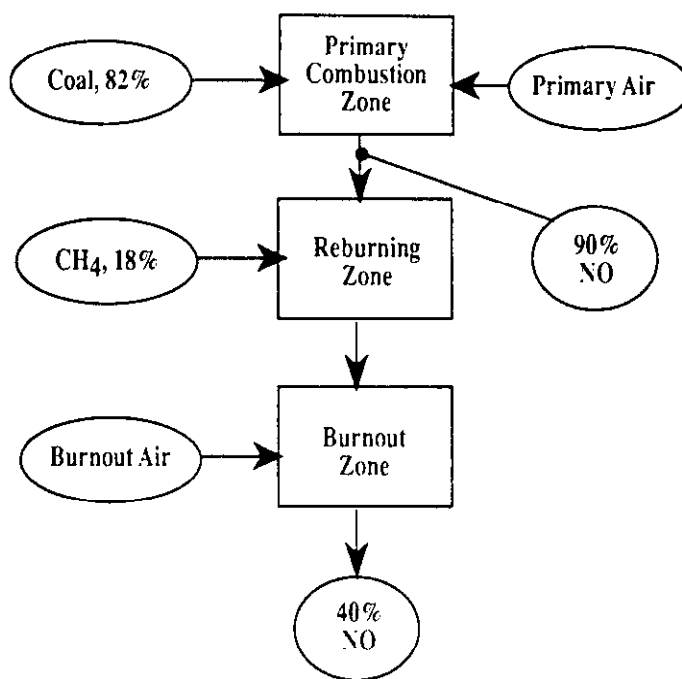 Primary
Combustion
Zone
Coal, 82%
Primary Air
Reburning
Zone
CH4, 18%
90%
NO
Burnout
Zone
Burnout Air
40%
NO